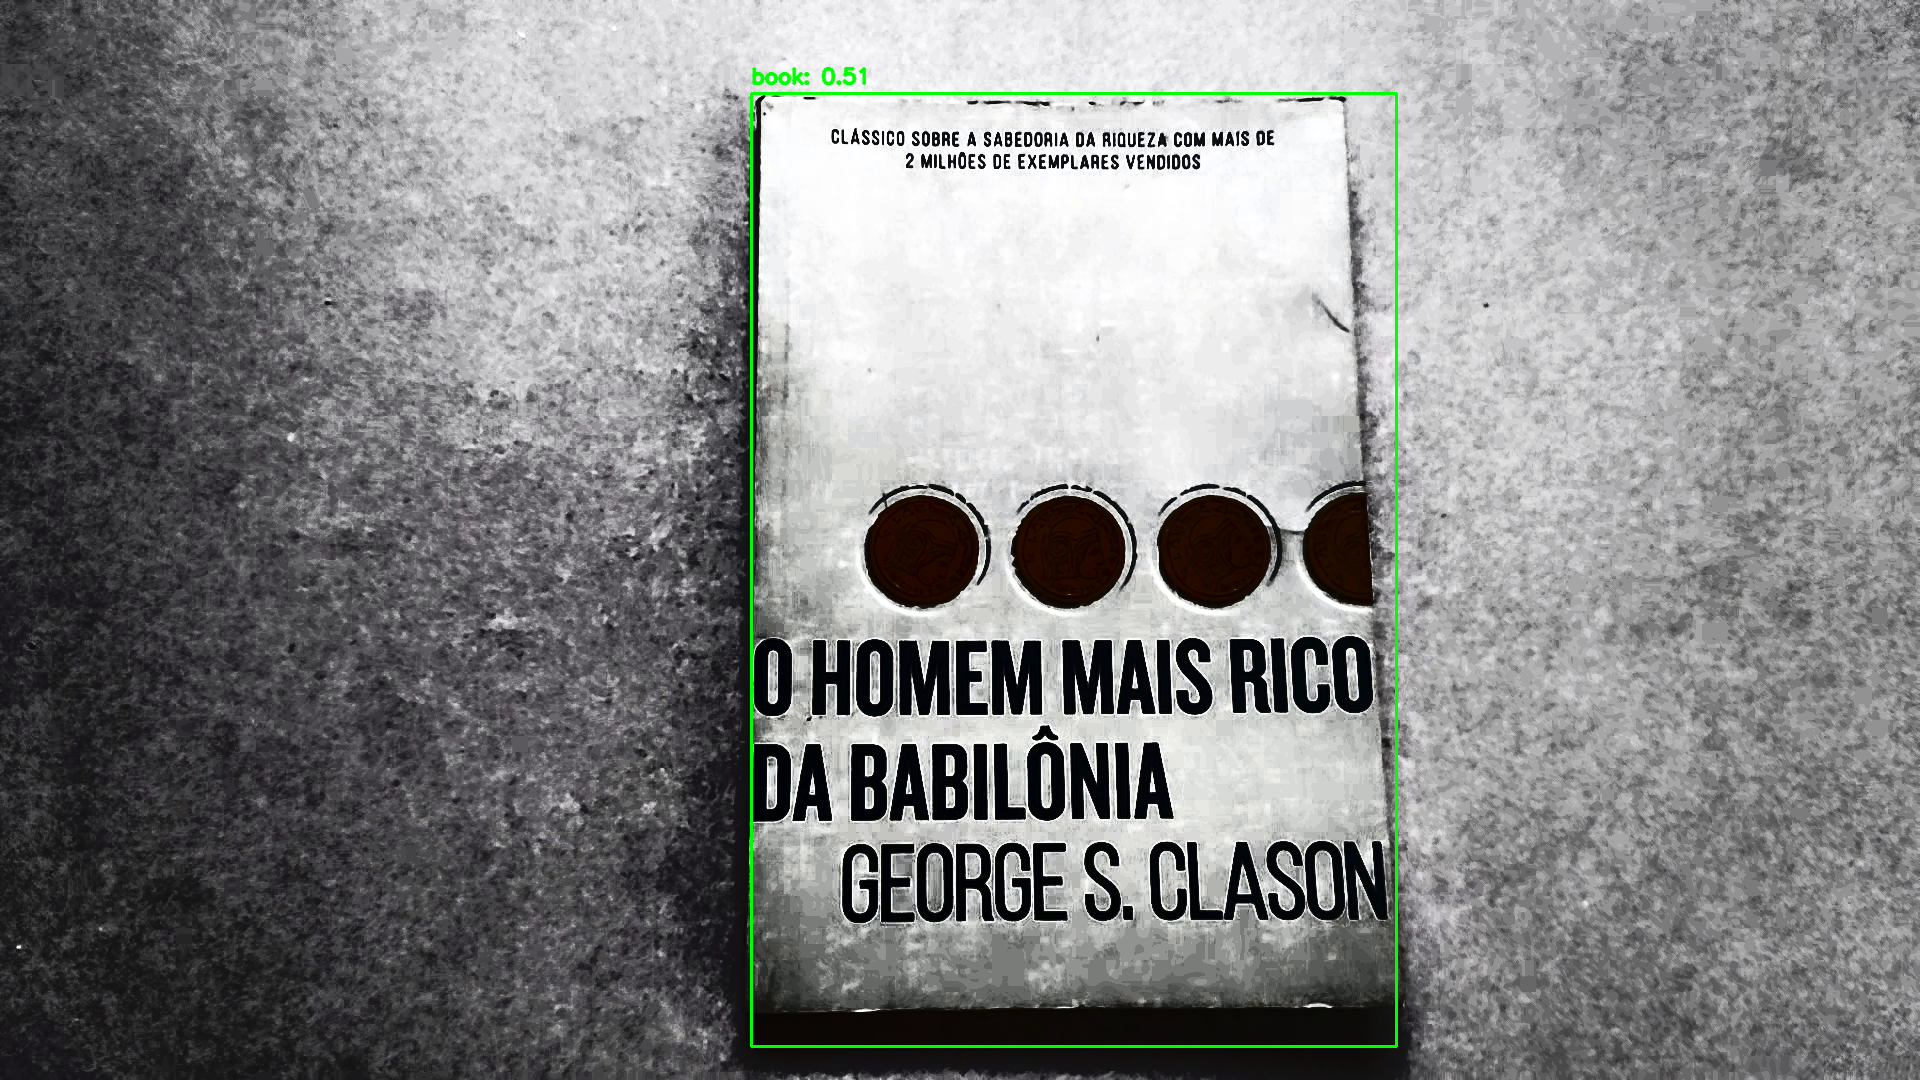 book: 0.51
CLÁSSICO SOBRE A SABEDORIA DA RIQUEZA COM MAIS DE
2 MILHÕES DE EXEMPLARES VENDIDOS
O HOMEM MAIS RICO
DA BABILÔNIA
GEORGE S. CLASON